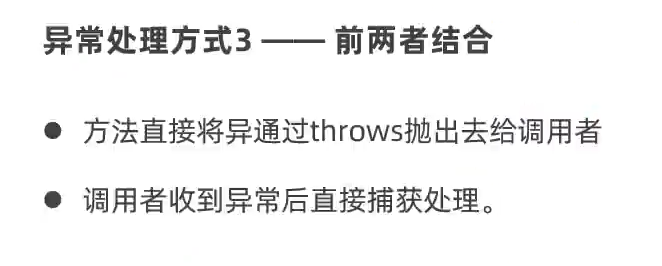 异常处理方式3 —— 前两者结合
● 方法直接将异通过throws抛出去给调用者
● 调用者收到异常后直接捕获处理。